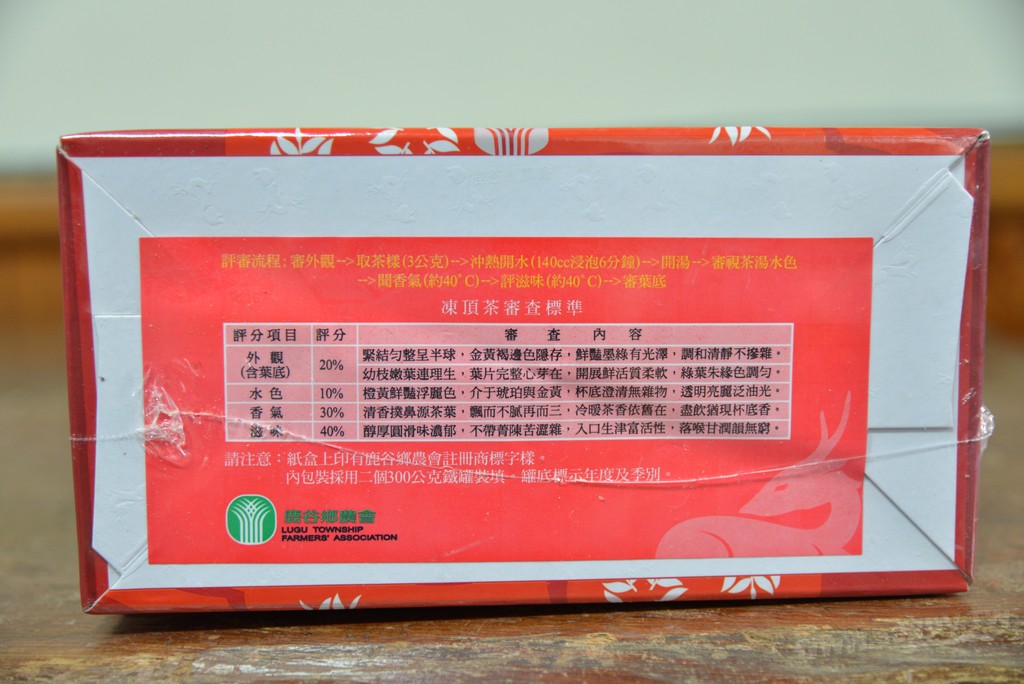 評審流程: 審外觀-->取茶樣(3公克)-->沖熱開水(140cc浸泡6分鐘)-->開湯-->審視茶湯水色
-->聞香氣(約40°C)-->評滋味(約40°C)-->審葉底
凍頂茶審查標準
評分項目 評分 審查內容
外觀(含葉底) 20% 緊結勻整呈半球，金黃褐邊色隱存，鮮豔墨綠有光澤，調和清靜不摻雜。
幼枝嫩葉連理生，葉片完整心芽在，開展鮮活質柔軟，綠葉朱緣色調勻。
水色 10% 橙黃鮮豔浮麗色，介于琥珀與金黃，杯底澄清無雜物，透明亮麗泛油光。
香氣 30% 清香撲鼻源茶葉，飄而不膩再而三，冷暖茶香依舊在，盡飲猶現杯底香。
滋味 40% 醇厚圓滑味濃郁，不帶菁陳苦澀雜，入口生津富活性，落喉甘潤韻無窮。
請注意：紙盒上印有鹿谷鄉農會註冊商標字樣。
內包裝採用二個300公克鐵罐裝填。罐底標示年度及季別。
鹿谷鄉農會
LUGU TOWNSHIP
FARMERS' ASSOCIATION